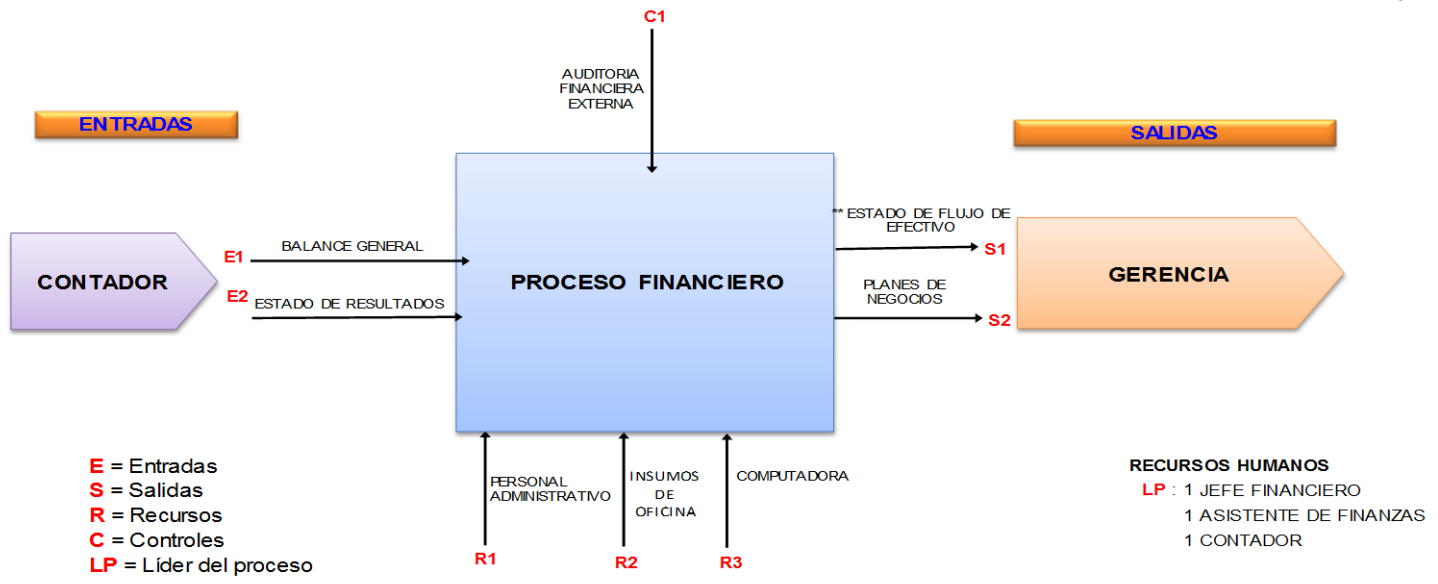 C1
AUDITORIA
FINANCIERA
EXTERNA
ENTRADAS
SALIDAS
CONTADOR
E1
BALANCE GENERAL
E2
ESTADO DE RESULTADOS
PROCESO FINANCIERO
** ESTADO DE FLUJO DE
EFECTIVO
S1
PLANES DE
NEGOCIOS
S2
GERENCIA
E = Entradas
S = Salidas
R = Recursos
C = Controles
LP = Líder del proceso
PERSONAL
ADMINISTRATIVO
R1
INSUMOS
DE
OFICINA
R2
COMPUTADORA
R3
RECURSOS HUMANOS
LP : 1 JEFE FINANCIERO
1 ASISTENTE DE FINANZAS
1 CONTADOR